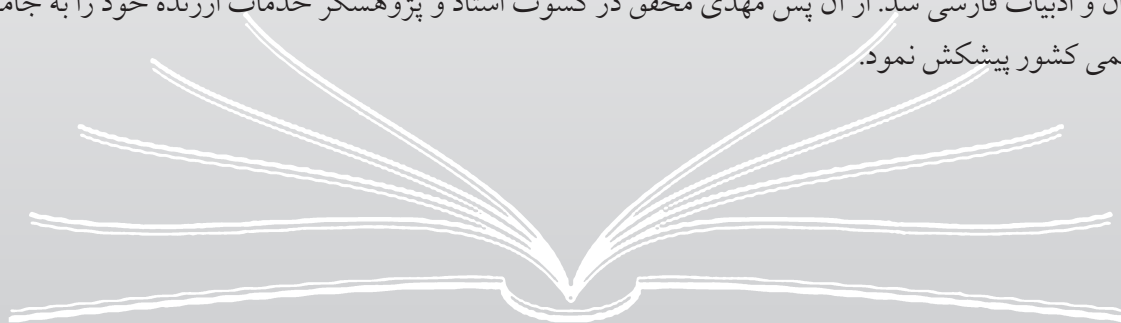 و ادبیات فارسی شد. از آن پس مهدی محقق در کسوت استاد و پژوهشگر خدمات ارزنده خود را به
کشور پیشکش نمود.